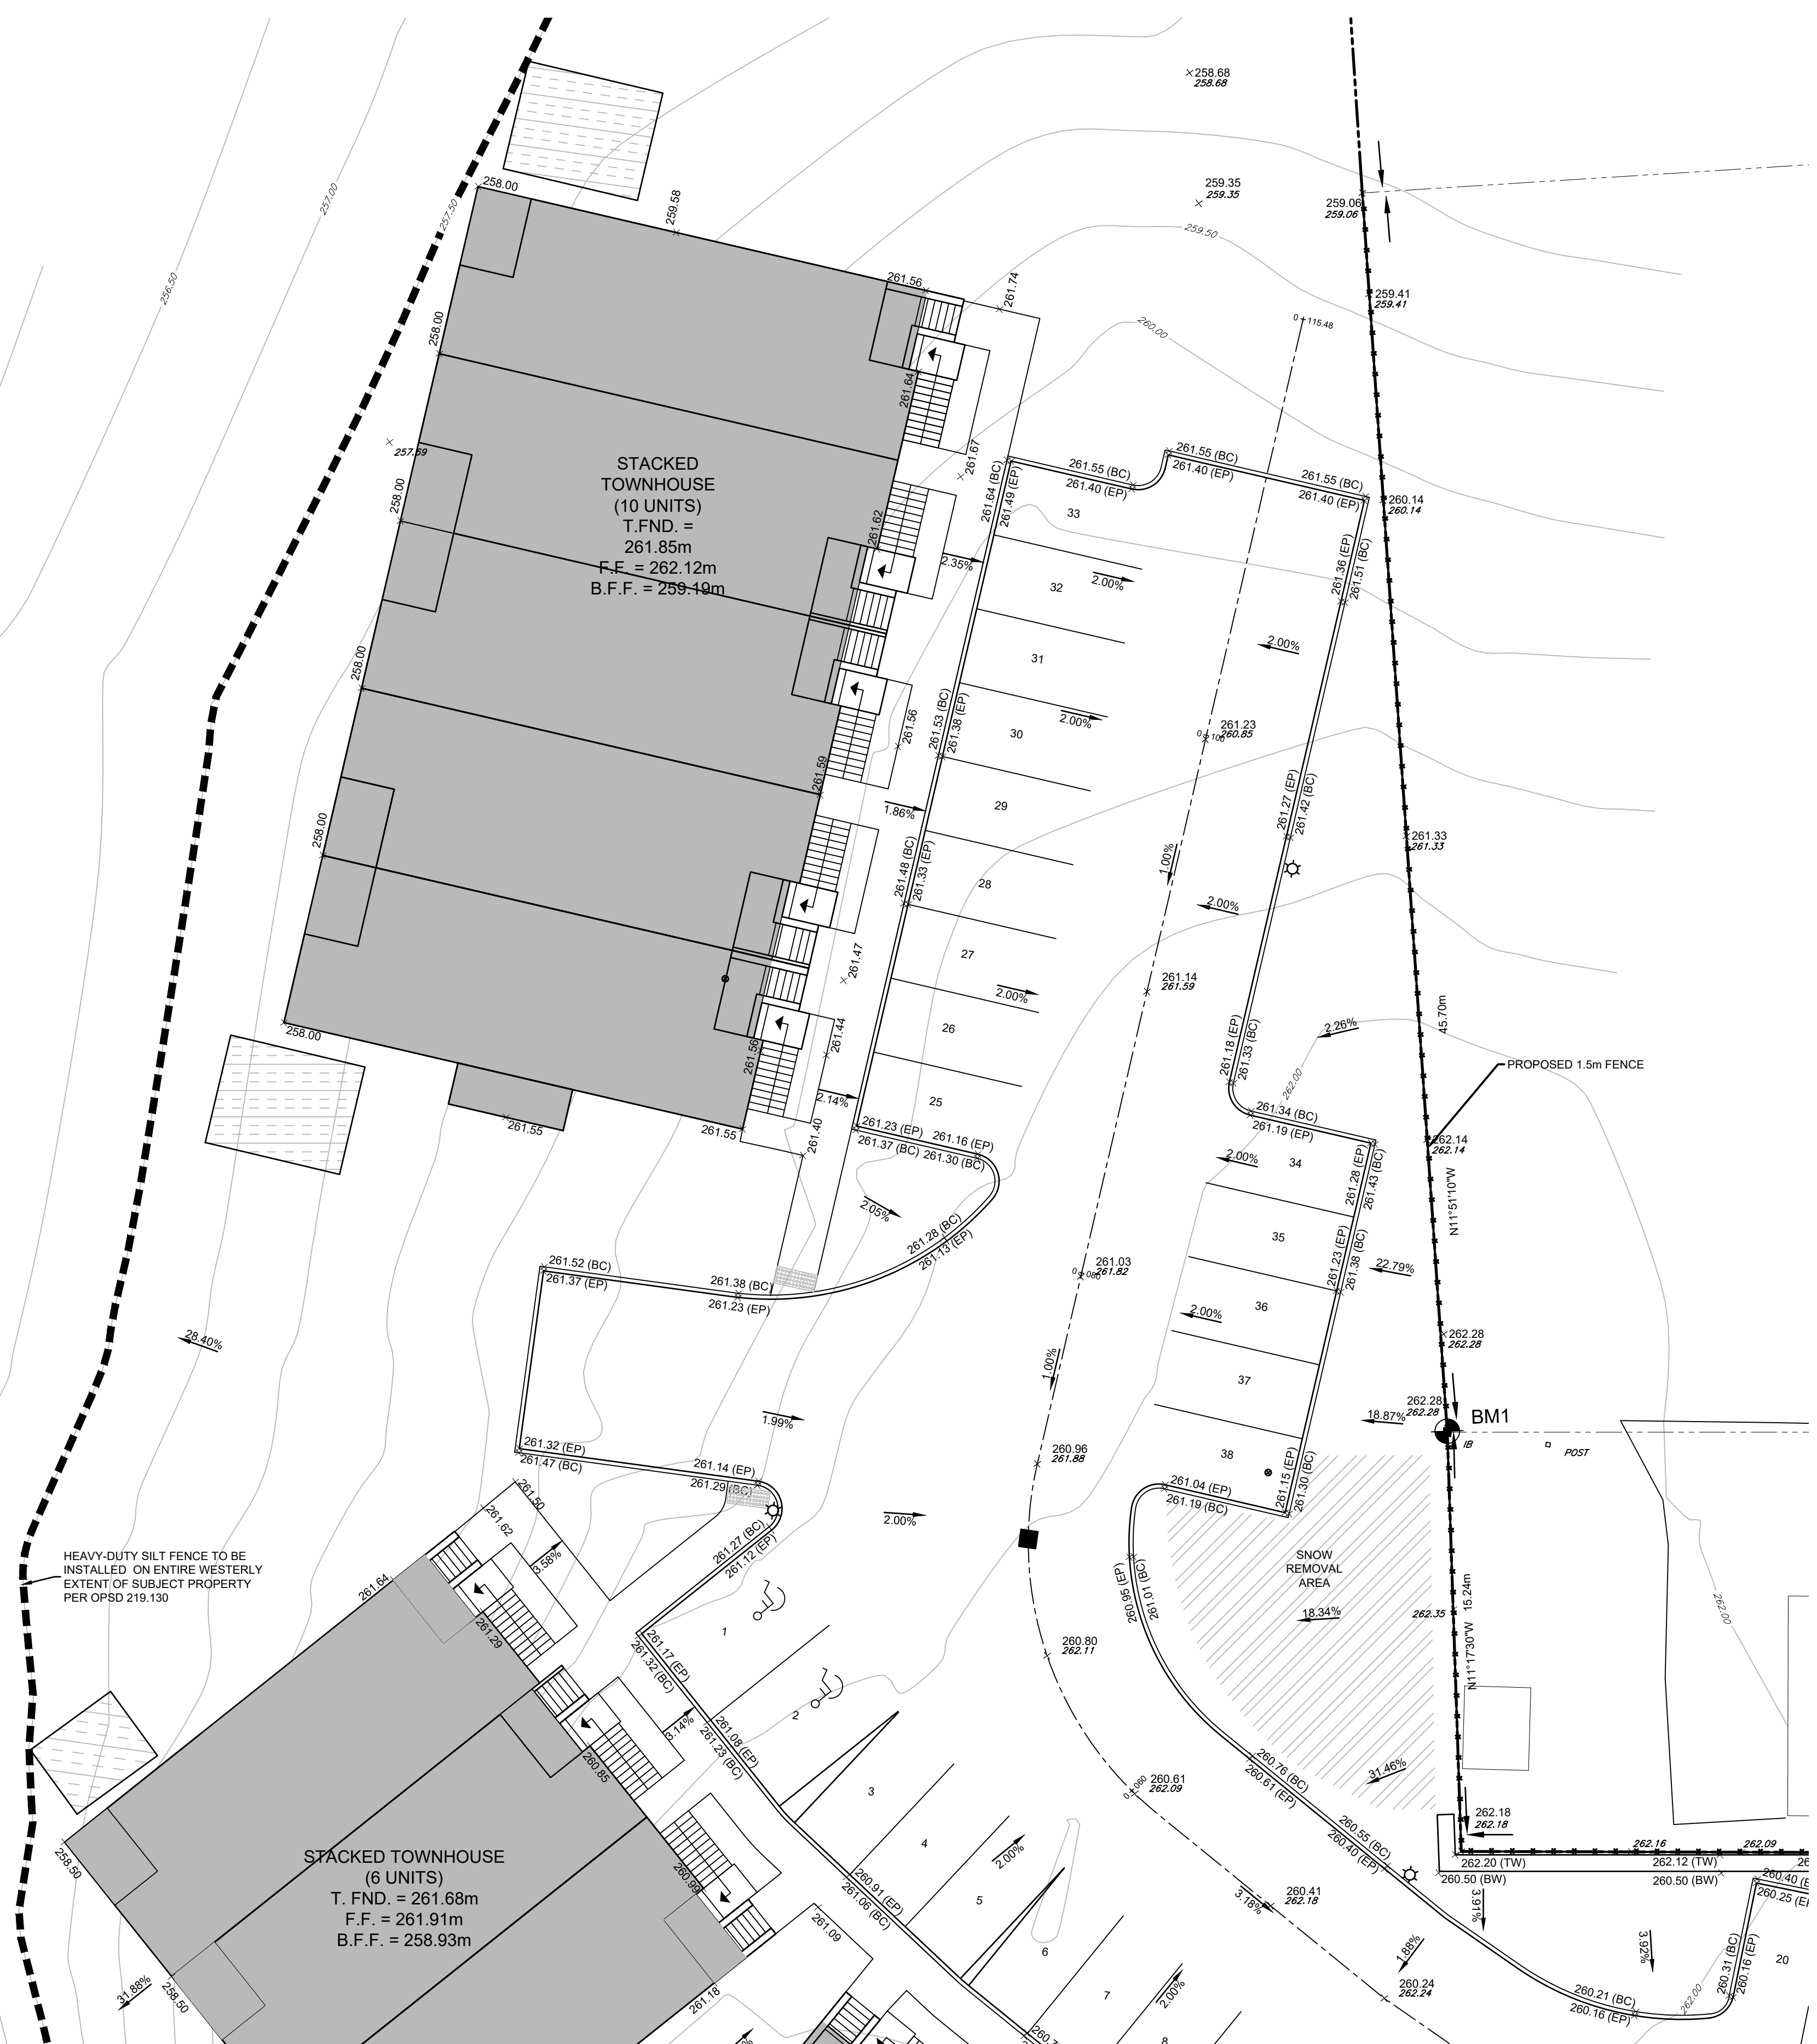 258.68
258.68
258.00
257.00
257.50
259.58
259.35
259.35
259.06
259.06
259.50
256.50
261.56
261.74
259.41
259.41
0+115.48
260.00
258.00
261.64
STACKED
TOWNHOUSE
(10 UNITS)
T.FND. =
261.85m
F.F. = 262.12m
B.F.F. = 259.19m
257.69
261.67
261.64 (BC)
261.49 (EP)
261.55 (BC)
261.40 (EP)
261.55 (BC)
261.40 (EP)
261.55 (BC)
261.40 (EP)
260.14
260.14
258.00
261.62
33
2.35%
32
2.00%
261.36 (EP)
261.51 (BC)
31
2.00%
258.00
261.56
261.53 (BC)
261.38 (EP)
30
2.00%
261.23
260.85
0+100
261.59
29
1.86%
261.27 (EP)
261.42 (BC)
261.33
261.33
258.00
261.48 (BC)
261.33 (EP)
28
1.00%
2.00%
27
261.47
2.00%
261.14
261.59
258.00
26
261.44
261.56
2.26%
45.70m
PROPOSED 1.5m FENCE
261.18 (EP)
261.33 (BC)
262.00
25
2.14%
261.55
261.55
261.40
261.23 (EP)
261.37 (BC)
261.16 (EP)
261.30 (BC)
261.34 (BC)
261.19 (EP)
262.14
262.14
2.00%
34
261.28 (EP)
261.43 (BC)
N11°51'10"W
2.05%
261.28 (BC)
261.13 (EP)
35
261.52 (BC)
261.37 (EP)
261.38 (BC)
261.23 (EP)
261.03
261.82
0+080
261.23 (EP)
261.38 (BC)
22.79%
36
2.00%
28.40%
262.28
262.28
1.00%
37
262.28
262.28
BM1
IB
POST
18.87%
1.99%
261.32 (EP)
261.47 (BC)
261.14 (EP)
261.29 (BC)
260.96
261.88
38
261.04 (EP)
261.19 (BC)
261.15 (EP)
261.30 (BC)
261.50
261.62
2.00%
261.27 (BC)
261.12 (EP)
3.58%
HEAVY-DUTY SILT FENCE TO BE
INSTALLED ON ENTIRE WESTERLY
EXTENT OF SUBJECT PROPERTY
PER OPSD 219.130
261.64
261.29
SNOW
REMOVAL
AREA
18.34%
262.35
15.24m
N11°17'30"W
262.00
260.95 (EP)
261.01 (BC)
1
261.17 (EP)
261.32 (BC)
260.80
262.11
2
3.14%
261.08 (EP)
261.23 (BC)
260.85
3
260.61
262.09
0+060
260.76 (BC)
260.61 (EP)
31.46%
262.18
262.18
4
2.00%
260.55 (BC)
260.40 (EP)
262.16
262.09
262.20 (TW)
260.50 (BW)
262.12 (TW)
260.50 (BW)
258.50
STACKED TOWNHOUSE
(6 UNITS)
T. FND. = 261.68m
F.F. = 261.91m
B.F.F. = 258.93m
260.99
260.91 (EP)
261.06 (BC)
5
3.18%
260.41
262.18
3.91%
260.40
260.25
261.09
6
1.88%
3.92%
20
31.88%
258.50
261.18
7
2.00%
260.24
262.24
260.21 (BC)
260.16 (EP)
262.00
260.31 (BC)
260.16 (EP)
8